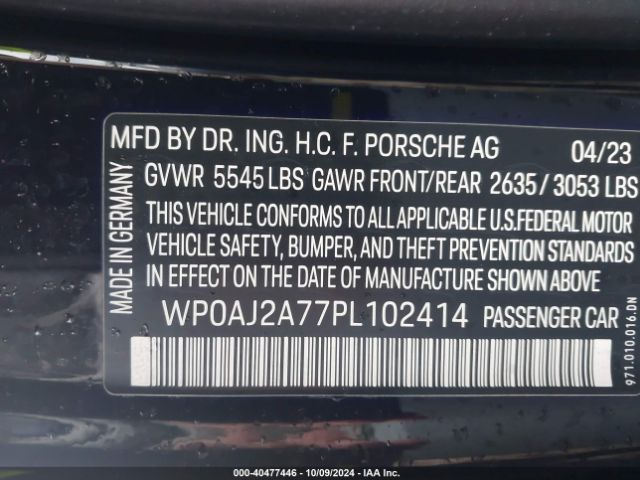 MFD BY DR. ING. H.C. F. PORSCHE AG 04/23
GVWR 5545 LBS GAWR FRONT/REAR 2635 / 3053 LBS
THIS VEHICLE CONFORMS TO ALL APPLICABLE U.S. FEDERAL MOTOR
VEHICLE SAFETY, BUMPER, AND THEFT PREVENTION STANDARDS
IN EFFECT ON THE DATE OF MANUFACTURE SHOWN ABOVE
WP0AJ2A77PL102414 PASSENGER CAR
MADE IN GERMANY
971.010.016.DN
000-40477446 - 10/09/2024 - IAA Inc.